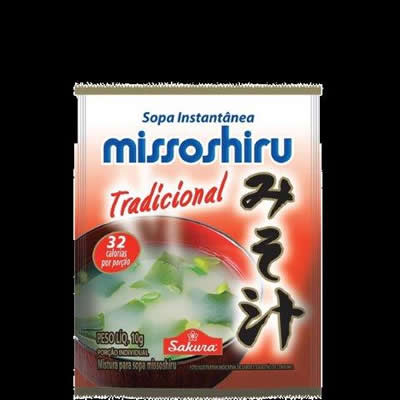 Sopa Instantânea
missoshiru
Tradicional
みそ汁
32
calorias
por porção
PESO LÍQ. 10g
PORÇÃO INDIVIDUAL
Mistura para sopa missoshiru
Sakura